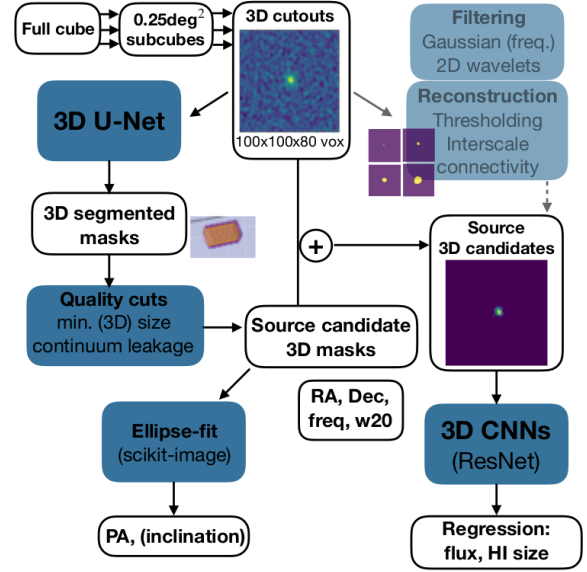 Full cube
0.25deg²
subcubes
3D cutouts
100x100x80 vox
Filtering
Gaussian (freq.)
2D wavelets
Reconstruction
Thresholding
Interscale
connectivity
3D U-Net
3D segmented
masks
Quality cuts
min. (3D) size
continuum leakage
+
Source
3D candidates
Source candidate
3D masks
RA, Dec,
freq, w20
Ellipse-fit
(scikit-image)
3D CNNs
(ResNet)
PA, (inclination)
Regression:
flux, HI size